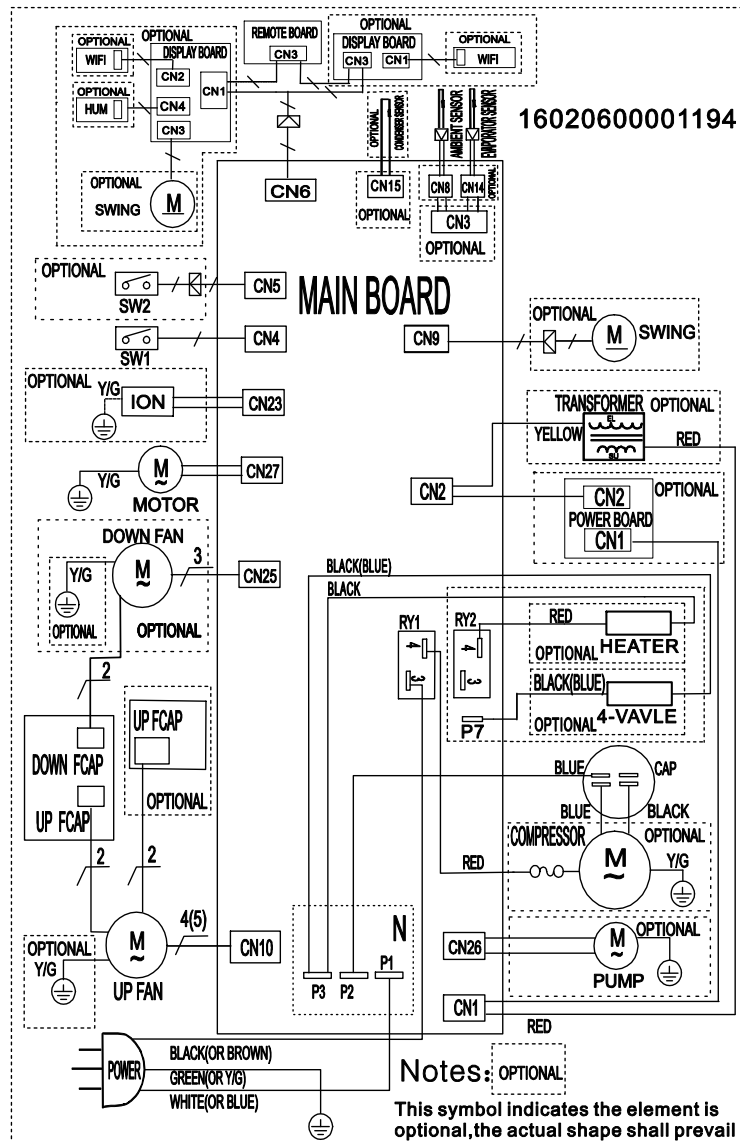 OPTIONAL
OPTIONAL
WIFI
OPTIONAL
HUM
DISPLAY BOARD
CN2
CN1
CN4
CN3
OPTIONAL
SWING
M
REMOTE BOARD
CN3
OPTIONAL
DISPLAY BOARD
CN3
CN1
OPTIONAL
WIFI
CN6
OPTIONAL
CONDENSER SENSOR
CN15
OPTIONAL
AMBIENT SENSOR
EVAPORATOR SENSOR
CN8
CN14
OPTIONAL
CN3
OPTIONAL
16020600001194
OPTIONAL
SW2
CN5
MAIN BOARD
SW1
CN4
CN9
OPTIONAL
M
SWING
OPTIONAL
Y/G
ION
CN23
TRANSFORMER
OPTIONAL
YELLOW
EL
RED
M
~
Y/G
MOTOR
CN27
CN2
CN2
OPTIONAL
POWER BOARD
CN1
DOWN FAN
Y/G
OPTIONAL
M
~
3
CN25
OPTIONAL
BLACK(BLUE)
BLACK
RY1
4
3
RY2
4
3
RED
HEATER
OPTIONAL
BLACK(BLUE)
4-VAVLE
OPTIONAL
P7
2
DOWN FCAP
UP FCAP
UP FCAP
OPTIONAL
BLUE
CAP
BLUE
BLACK
COMPRESSOR
OPTIONAL
RED
M
~
Y/G
2
2
OPTIONAL
Y/G
M
~
UP FAN
4(5)
CN10
N
P3
P2
P1
CN26
OPTIONAL
M
~
PUMP
CN1
RED
POWER
BLACK(OR BROWN)
GREEN(OR Y/G)
WHITE(OR BLUE)
Notes: OPTIONAL
This symbol indicates the element is
optional,the actual shape shall prevail